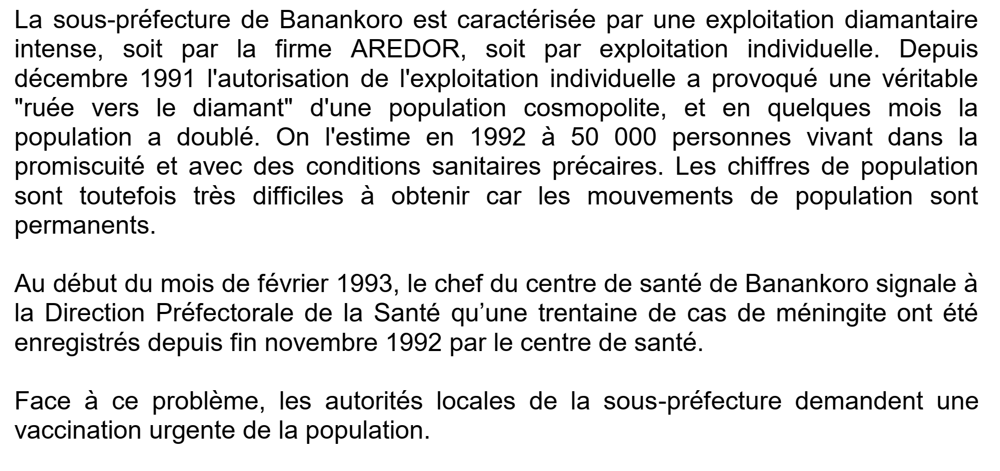 La sous-préfecture de Banankoro est caractérisée par une exploitation diamantaire
intense, soit par la firme AREDOR, soit par exploitation individuelle. Depuis
décembre 1991 l'autorisation de l'exploitation individuelle a provoqué une véritable
"ruée vers le diamant" d'une population cosmopolite, et en quelques mois la
population a doublé. On l'estime en 1992 à 50 000 personnes vivant dans la
promiscuité et avec des conditions sanitaires précaires. Les chiffres de population
sont toutefois très difficiles à obtenir car les mouvements de population sont
permanents.
Au début du mois de février 1993, le chef du centre de santé de Banankoro signale à
la Direction Préfectorale de la Santé qu’une trentaine de cas de méningite ont été
enregistrés depuis fin novembre 1992 par le centre de santé.
Face à ce problème, les autorités locales de la sous-préfecture demandent une
vaccination urgente de la population.